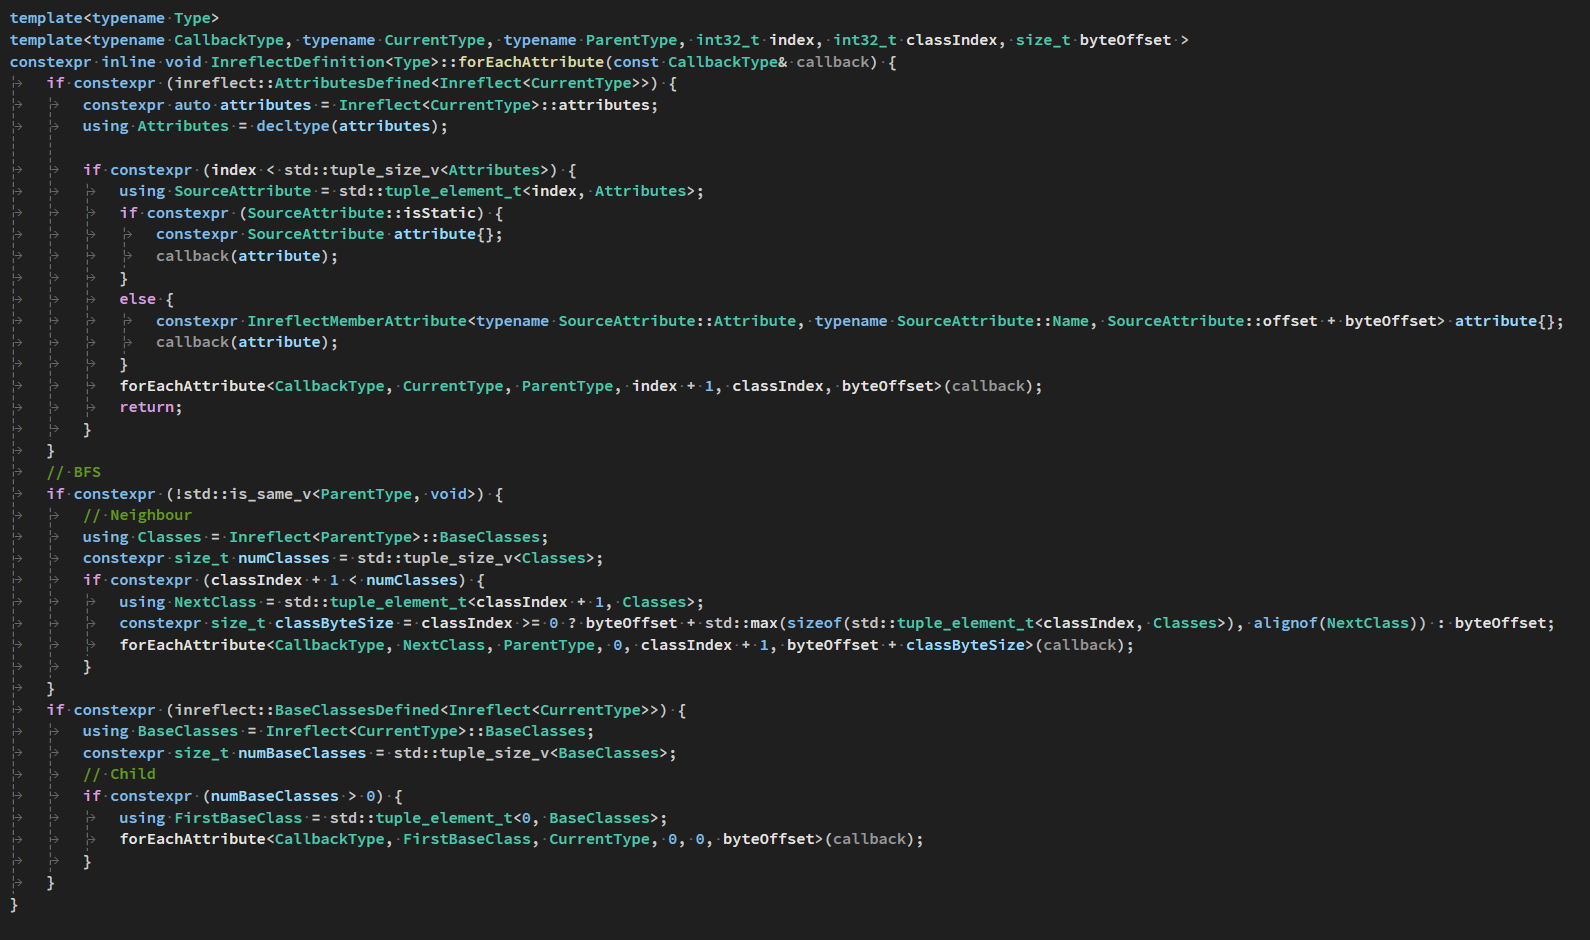 template<typename Type>
template<typename CallbackType, typename CurrentType, typename ParentType, int32_t index, int32_t classIndex, size_t byteOffset >
constexpr inline void InreflectDefinition<Type>::forEachAttribute(const CallbackType& callback) {
if constexpr (inreflect::AttributesDefined<Inreflect<CurrentType>>) {
constexpr auto attributes = Inreflect<CurrentType>::attributes;
using Attributes = decltype(attributes);
if constexpr (index < std::tuple_size_v<Attributes>) {
using SourceAttribute = std::tuple_element_t<index, Attributes>;
if constexpr (SourceAttribute::isStatic) {
constexpr SourceAttribute attribute{};
callback(attribute);
}
else {
constexpr InreflectMemberAttribute<typename SourceAttribute::Attribute, typename SourceAttribute::Name, SourceAttribute::offset + byteOffset> attribute{};
callback(attribute);
}
forEachAttribute<CallbackType, CurrentType, ParentType, index + 1, classIndex, byteOffset>(callback);
return;
}
}
// BFS
if constexpr (!std::is_same_v<ParentType, void>) {
// Neighbour
using Classes = Inreflect<ParentType>::BaseClasses;
constexpr size_t numClasses = std::tuple_size_v<Classes>;
if constexpr (classIndex + 1 < numClasses) {
using NextClass = std::tuple_element_t<classIndex + 1, Classes>;
constexpr size_t classByteSize = classIndex >= 0 ? byteOffset + std::max(sizeof(std::tuple_element_t<classIndex, Classes>), alignof(NextClass)) : byteOffset;
forEachAttribute<CallbackType, NextClass, ParentType, 0, classIndex + 1, byteOffset + classByteSize>(callback);
}
}
if constexpr (inreflect::BaseClassesDefined<Inreflect<CurrentType>>) {
using BaseClasses = Inreflect<CurrentType>::BaseClasses;
constexpr size_t numBaseClasses = std::tuple_size_v<BaseClasses>;
// Child
if constexpr (numBaseClasses > 0) {
using FirstBaseClass = std::tuple_element_t<0, BaseClasses>;
forEachAttribute<CallbackType, FirstBaseClass, CurrentType, 0, 0, byteOffset>(callback);
}
}
}